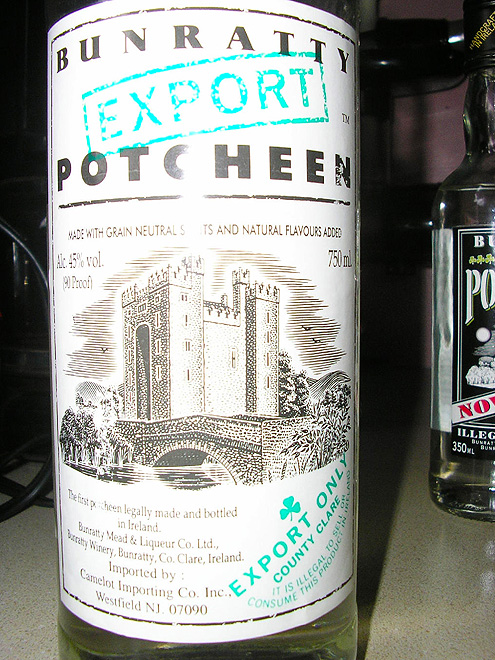 BUNRATTY
EXPORT
TM
POTCHEEN
MADE WITH GRAIN NEUTRAL AND NATURAL FLAVOURS ADDED
Alc. 45% vol.
(90 Proof)
750 ml
The first potcheen legally made and bottled
in Ireland.
Bunratty Mead & Liqueur Co. Ltd.,
Bunratty Winery, Bunratty, Co. Clare, Ireland.
Imported by :
Camelot Importing Co. Inc.,
Westfield NJ. 07090
EXPORT ONLY
COUNTY CLARE
IT IS ILLEGAL TO SELL OR
CONSUME THIS PRODUCT IN IRELAND
BU
PO
NO
ILLEG
350ML